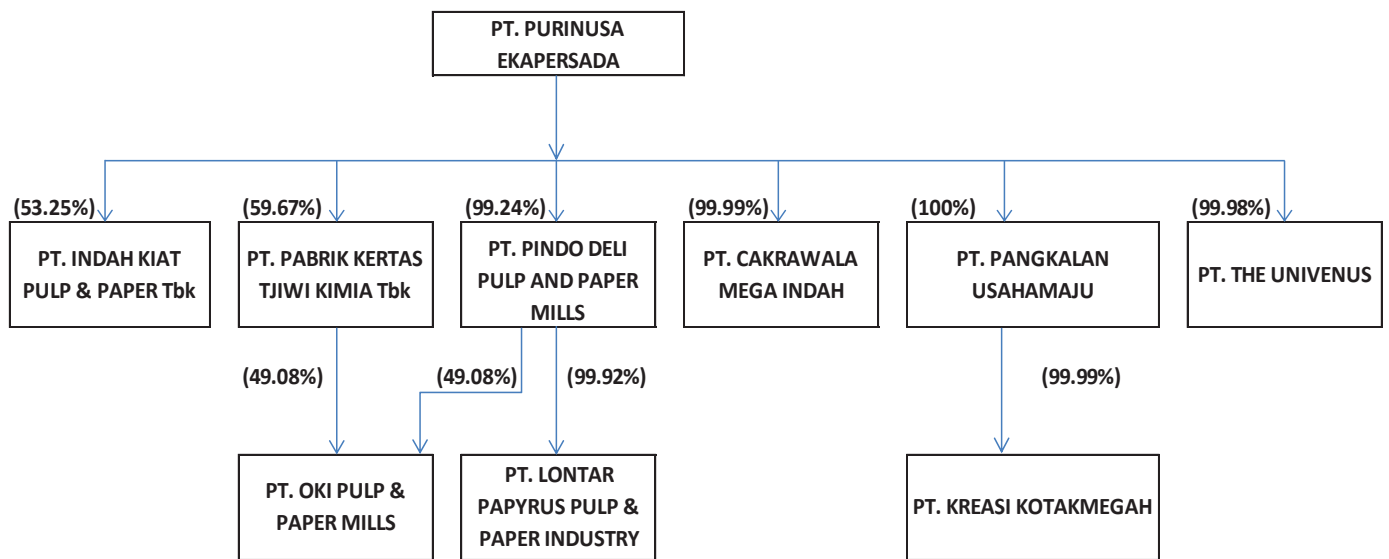 PT. PURINUSA
EKAPERSADA
(53.25%)
(59.67%)
(99.24%)
(99.99%)
(100%)
(99.98%)
PT. INDAH KIAT
PULP & PAPER Tbk
PT. PABRIK KERTAS
TJIWI KIMIA Tbk
PT. PINDO DELI
PULP AND PAPER
MILLS
PT. CAKRAWALA
MEGA INDAH
PT. PANGKALAN
USAHAMAJU
PT. THE UNIVENUS
(49.08%)
(49.08%)
(99.92%)
(99.99%)
PT. OKI PULP &
PAPER MILLS
PT. LONTAR
PAPYRUS PULP &
PAPER INDUSTRY
PT. KREASI KOTAKMEGAH